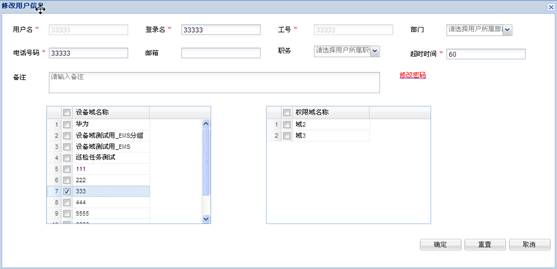 修改用户信息
用户名 * 33333 登录名 * 33333 工号 * 33333 部门 请选择用户所属部
电话号码 * 33333 邮箱 职务 请选择用户所属职 超时时间 * 60
备注 请输入备注 修改密码
设备域名称 权限域名称
1 华为 1 域2
2 设备域测试用_EMS分组 2 域3
3 设备域测试用_EMS
4 巡检任务测试
5 111
6 222
7 333
8 444
9 5555
确定 重置 取消